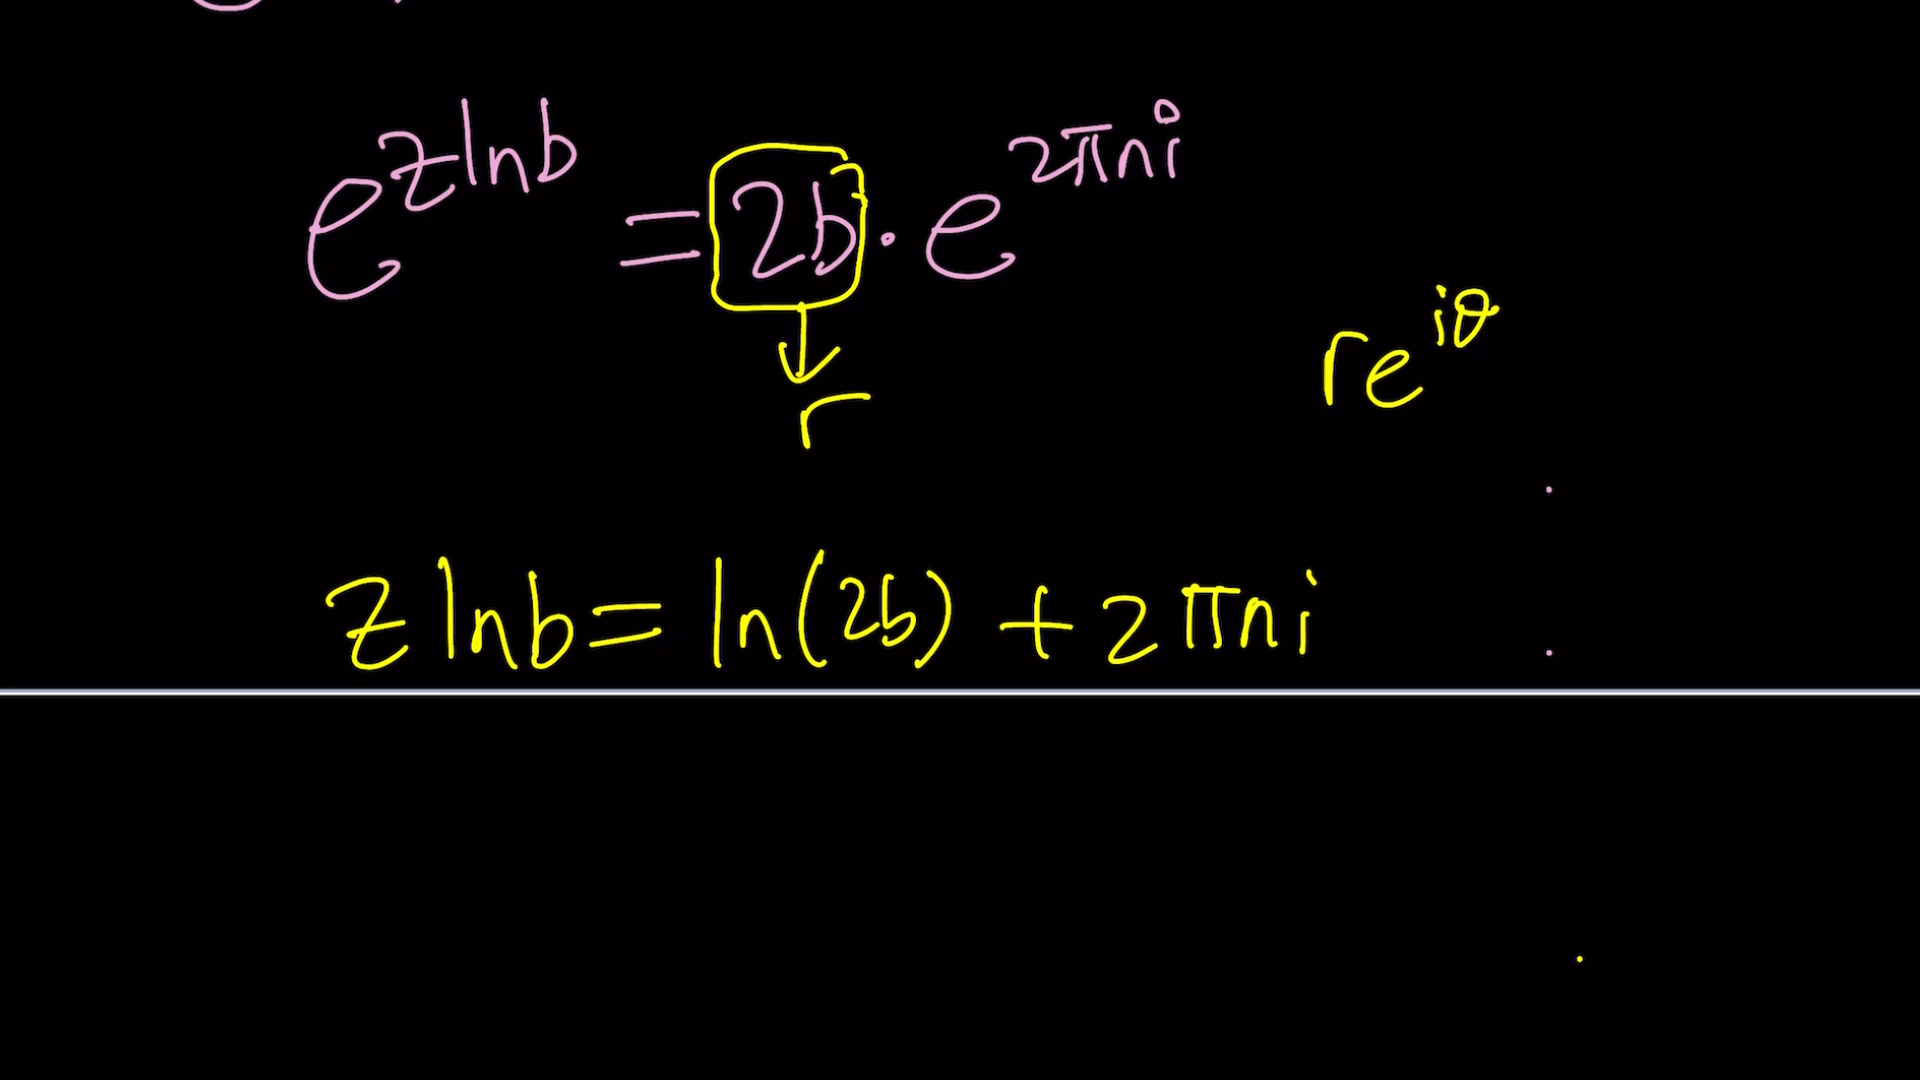 e^{z ln b} = 2b · e^{2πni}
r
re^{iθ}
z ln b = ln(2b) + 2πni